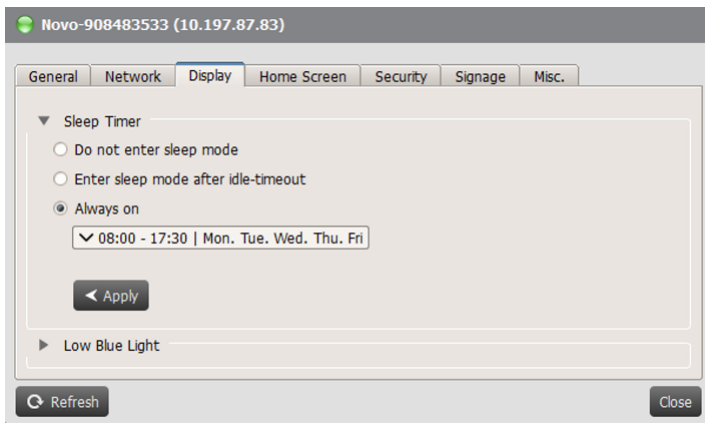 Novo-908483533 (10.197.87.83)
General Network Display Home Screen Security Signage Misc.
Sleep Timer
Do not enter sleep mode
Enter sleep mode after idle-timeout
Always on
08:00 - 17:30 | Mon. Tue. Wed. Thu. Fri
Apply
Low Blue Light
Refresh Close